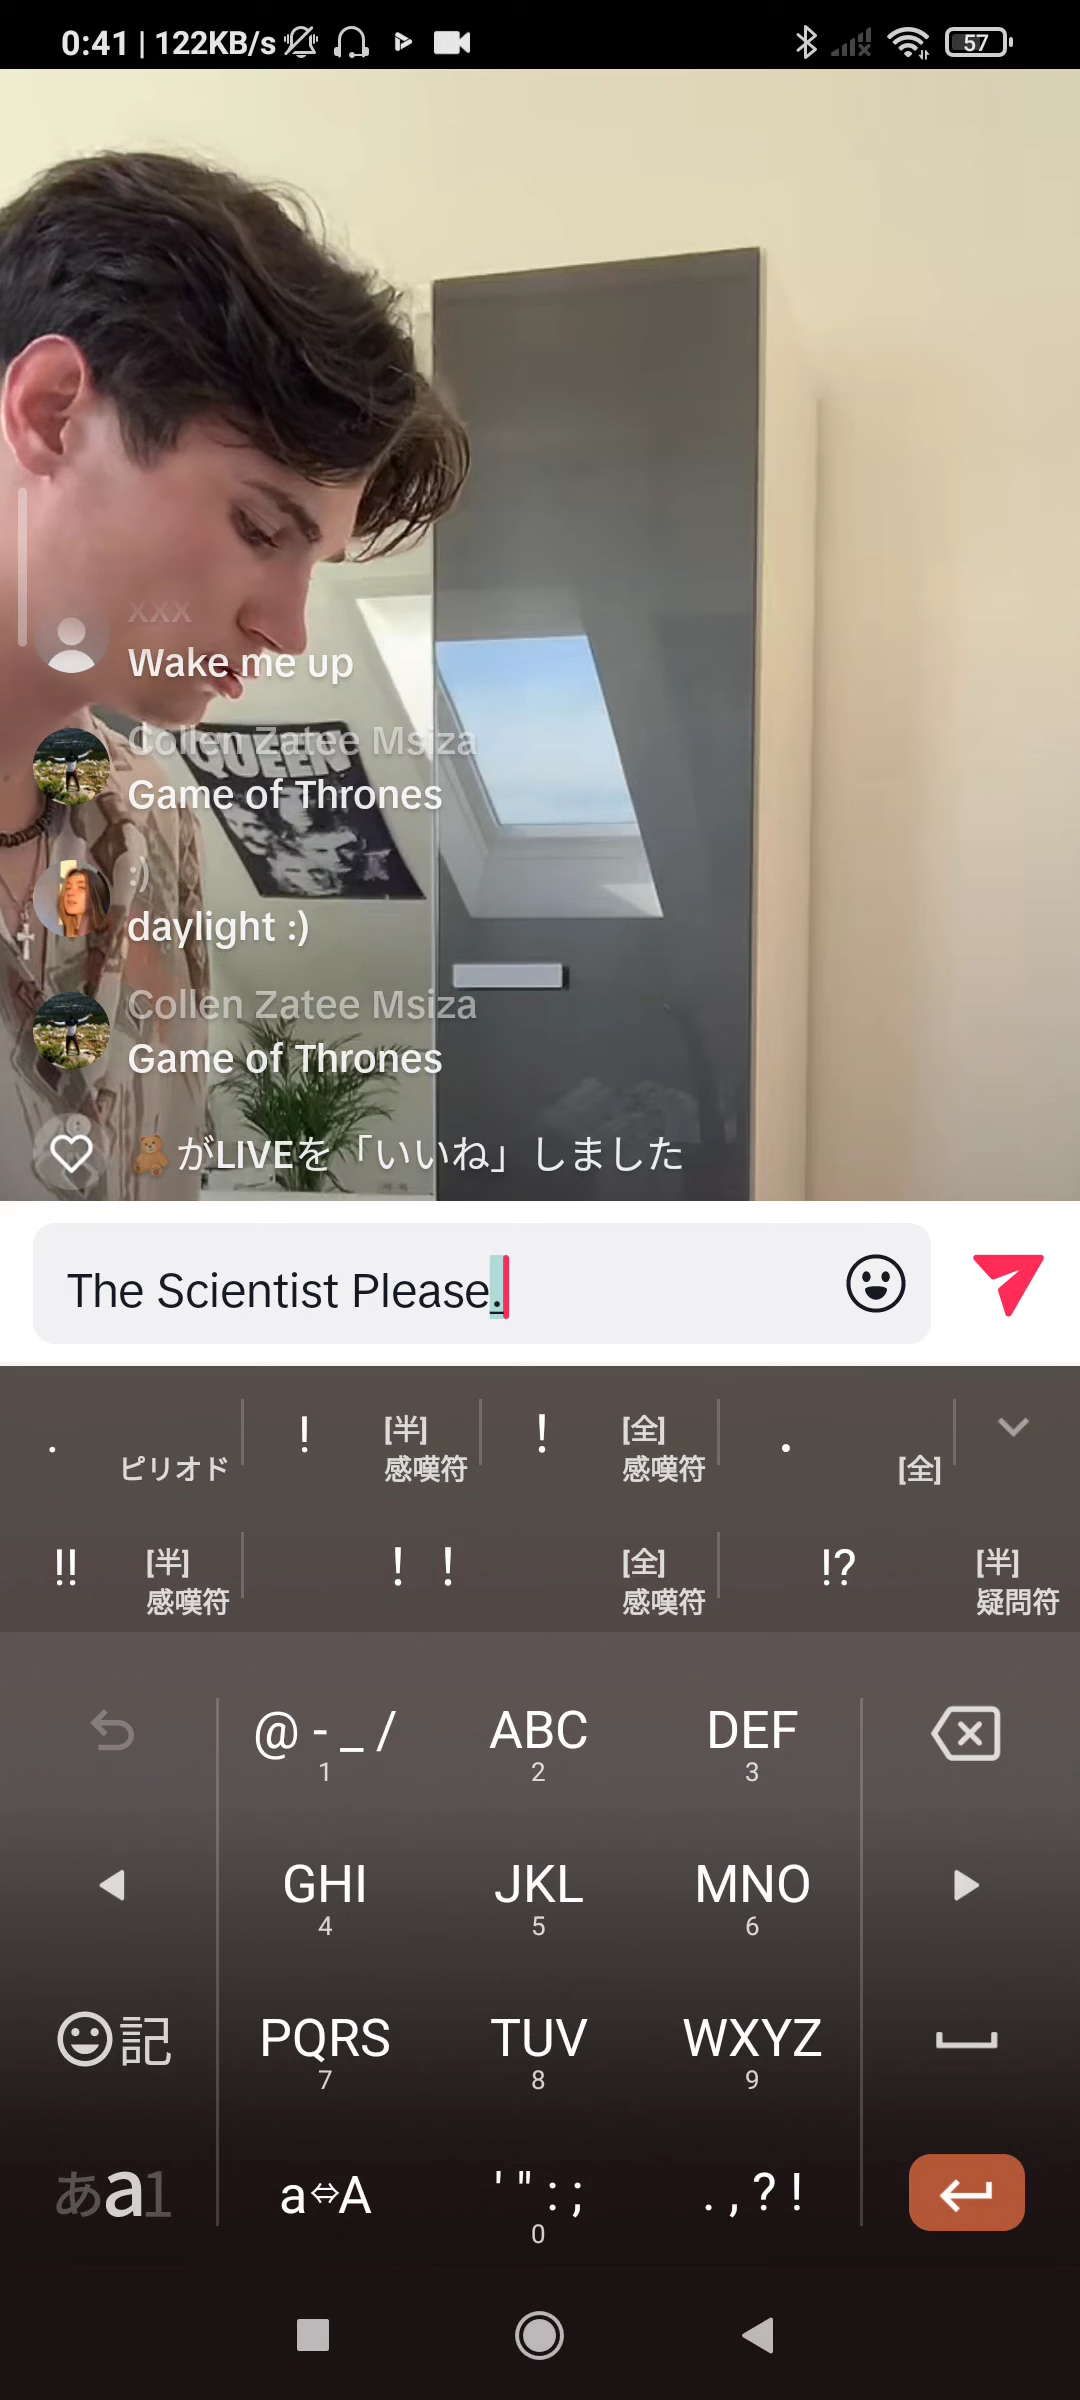 0:41 | 122KB/s
57
QUEEN
xxx
Wake me up
Collen Zatee Msiza
Game of Thrones
:)
daylight :)
Collen Zatee Msiza
Game of Thrones
🧸がLIVEを「いいね」しました
The Scientist Please.
. ピリオド
! [半]感嘆符
！ [全]感嘆符
． [全]
!! [半]感嘆符
！！ [全]感嘆符
!? [半]疑問符
@ - _ /
1
ABC
2
DEF
3
GHI
4
JKL
5
MNO
6
記
PQRS
7
TUV
8
WXYZ
9
あa1
a⇔A
' " : ;
0
. , ? !